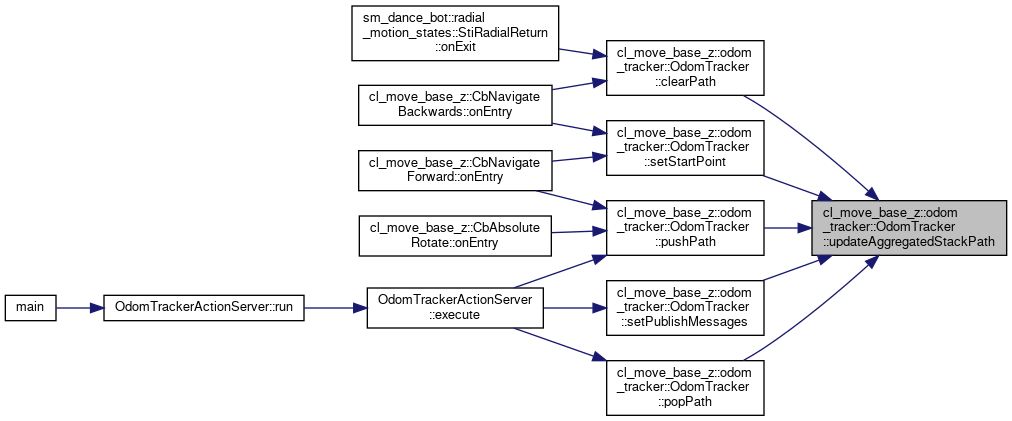 sm_dance_bot::radial
_motion_states::StiRadialReturn
::onExit
cl_move_base_z::CbNavigate
Backwards::onEntry
cl_move_base_z::CbNavigate
Forward::onEntry
cl_move_base_z::CbAbsolute
Rotate::onEntry
main
OdomTrackerActionServer::run
OdomTrackerActionServer
::execute
cl_move_base_z::odom
_tracker::OdomTracker
::clearPath
cl_move_base_z::odom
_tracker::OdomTracker
::setStartPoint
cl_move_base_z::odom
_tracker::OdomTracker
::pushPath
cl_move_base_z::odom
_tracker::OdomTracker
::setPublishMessages
cl_move_base_z::odom
_tracker::OdomTracker
::popPath
cl_move_base_z::odom
_tracker::OdomTracker
::updateAggregatedStackPath